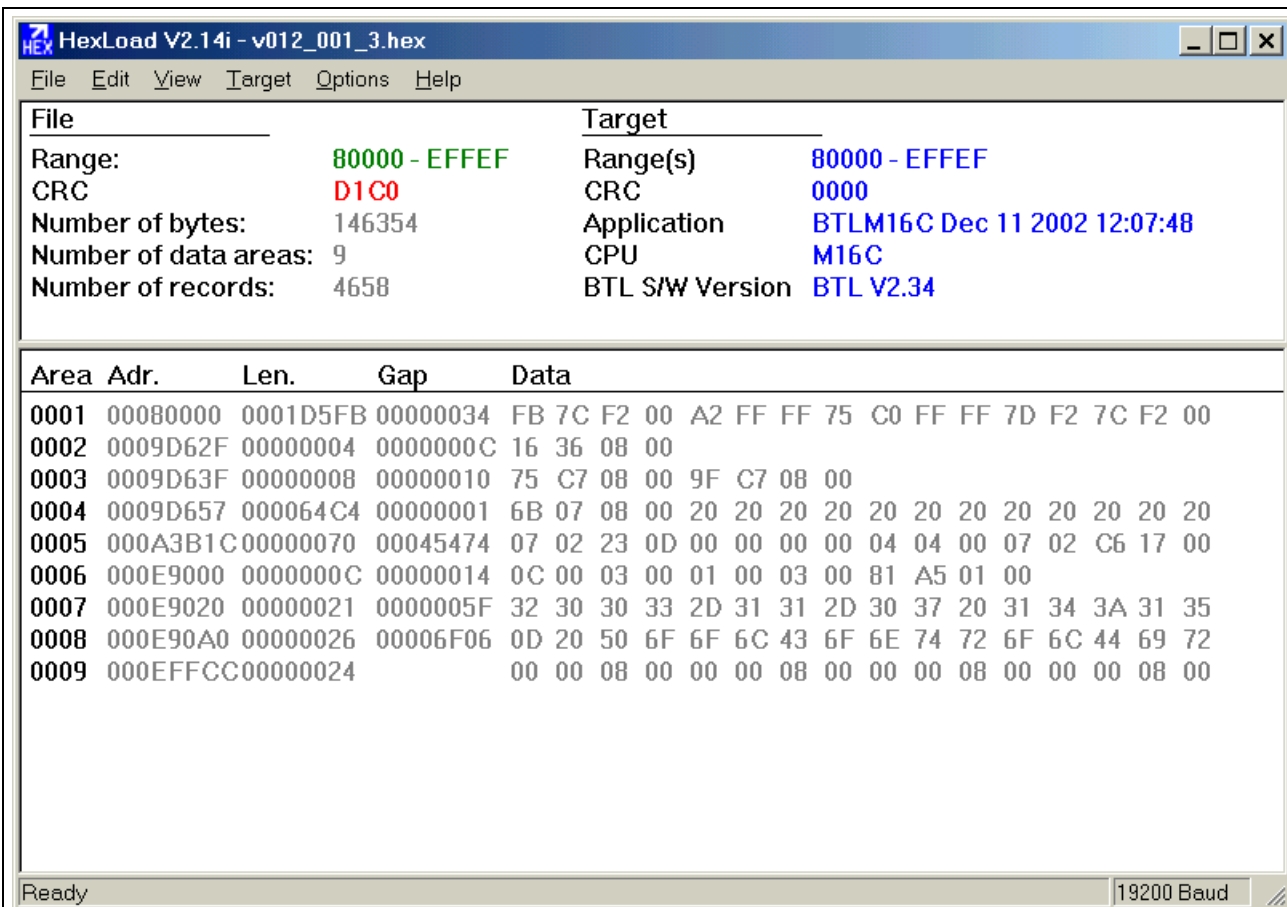 HEX HexLoad V2.14i - v012_001_3.hex
File Edit View Target Options Help
File Target
Range: 80000 - EFFEF Range(s) 80000 - EFFEF
CRC D1C0 CRC 0000
Number of bytes: 146354 Application BTLM16C Dec 11 2002 12:07:48
Number of data areas: 9 CPU M16C
Number of records: 4658 BTL S/W Version BTL V2.34
Area Adr. Len. Gap Data
0001 00080000 0001D5FB 00000034 FB 7C F2 00 A2 FF FF 75 C0 FF FF 7D F2 7C F2 00
0002 0009D62F 00000004 0000000C 16 36 08 00
0003 0009D63F 00000008 00000010 75 C7 08 00 9F C7 08 00
0004 0009D657 000064C4 00000001 6B 07 08 00 20 20 20 20 20 20 20 20 20 20 20 20
0005 000A3B1C 00000070 00045474 07 02 23 0D 00 00 00 00 04 04 00 07 02 C6 17 00
0006 000E9000 0000000C 00000014 0C 00 03 00 01 00 03 00 81 A5 01 00
0007 000E9020 00000021 0000005F 32 30 30 33 2D 31 31 2D 30 37 20 31 34 3A 31 35
0008 000E90A0 00000026 00006F06 0D 20 50 6F 6F 6C 43 6F 6E 74 72 6F 6C 44 69 72
0009 000EFFCC 00000024 00 00 08 00 00 00 08 00 00 00 08 00 00 00 08 00
Ready 19200 Baud